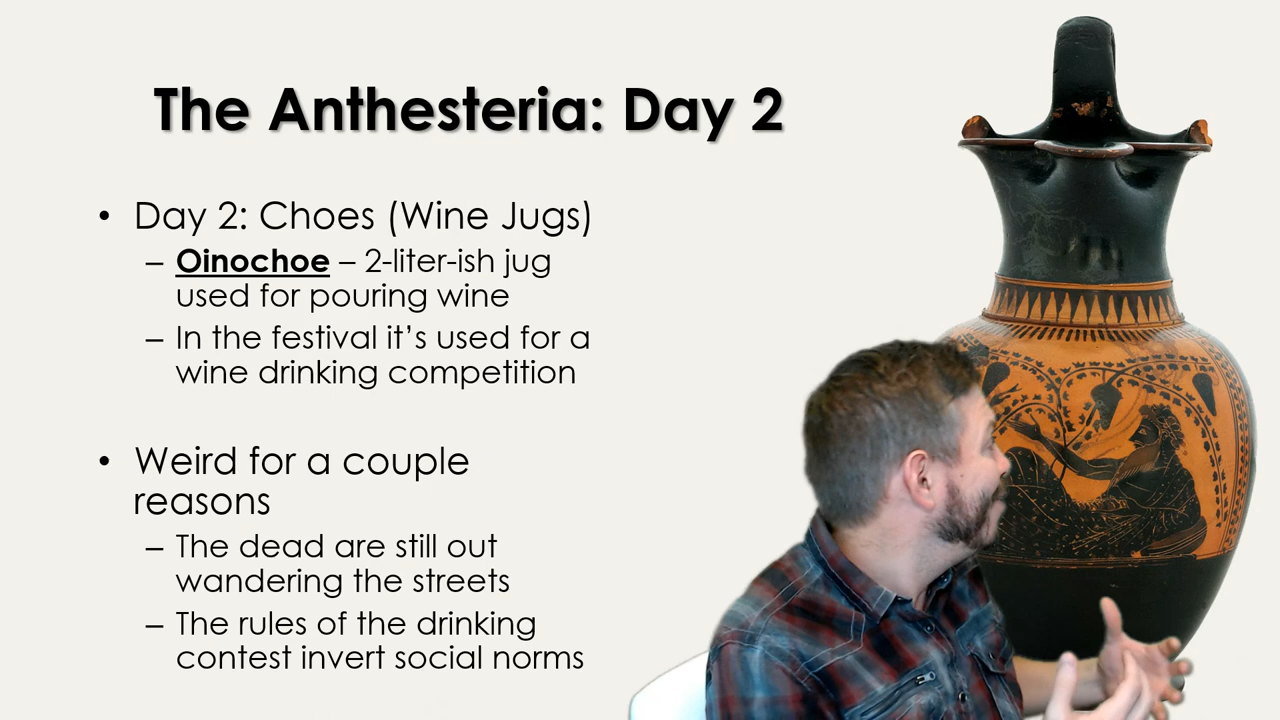 The Anthesteria: Day 2
• Day 2: Choes (Wine Jugs)
– Oinochoe – 2-liter-ish jug
used for pouring wine
– In the festival it’s used for a
wine drinking competition
• Weird for a couple
reasons
– The dead are still out
wandering the streets
– The rules of the drinking
contest invert social norms